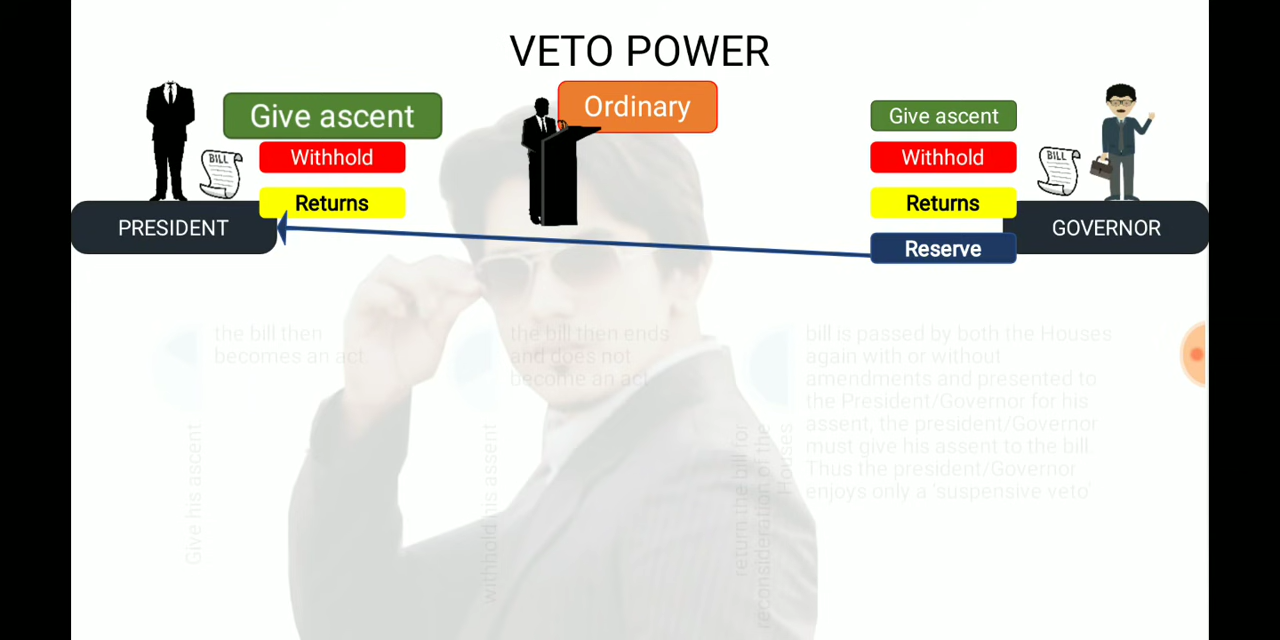 VETO POWER
Give ascent
Ordinary
Give ascent
Withhold
Withhold
BILL
BILL
Returns
Returns
PRESIDENT
GOVERNOR
Reserve
the bill then
becomes an act
the bill then ends
and does not
become an act
bill is passed by both the Houses
again with or without
amendments and presented to
the President/Governor for his
assent, the president/Governor
must give his assent to the bill.
Thus the president/Governor
enjoys only a 'suspensive veto'
Give his ascent
withhold his assent
return the bill for
reconsideration of the
Houses